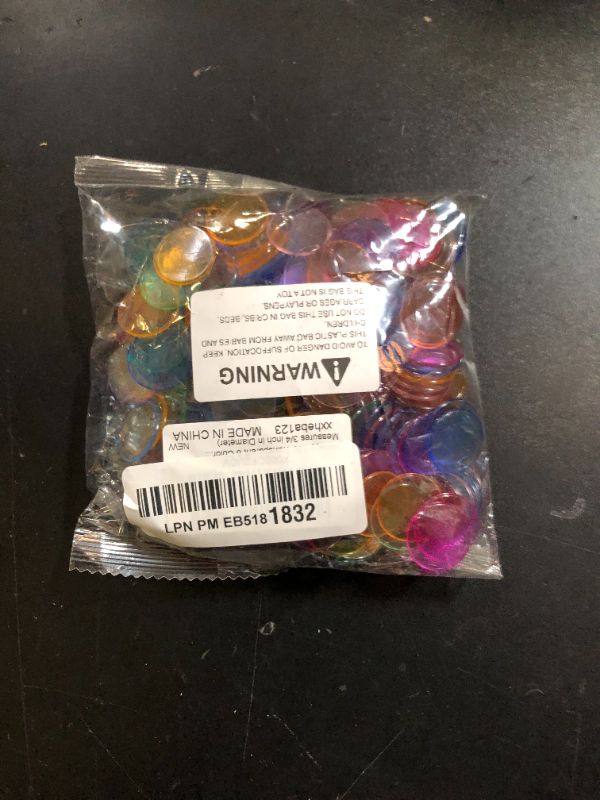 WARNING
TO AVOID DANGER OF SUFFOCATION, KEEP
THIS PLASTIC BAG AWAY FROM BABIES AND
CHILDREN.
DO NOT USE THIS BAG IN CRIBS, BEDS,
CARRIAGES OR PLAYPENS.
THIS BAG IS NOT A TOY
Color...
Measures 3/4 inch in Diameter)
NEW
xxheba123 MADE IN CHINA
LPN PM EB5181832